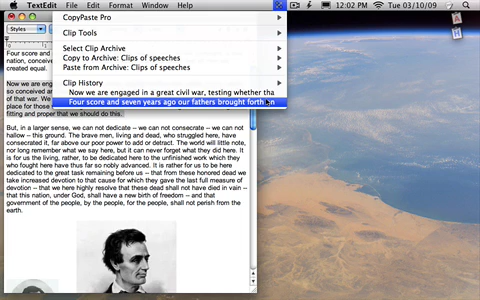 TextEdit File Edit Format Window Help 12:02 PM Tue 03/10/09
CopyPaste Pro
Clip Tools
Select Clip Archive
Copy to Archive: Clips of speeches
Paste from Archive: Clips of speeches
Clip History
Now we are engaged in a great civil war, testing whether tha
Four score and seven years ago our fathers brought forth on
A
H
Styles
0
Four score and
nation, conceive
created equal.
Now we are eng
so conceived an
of that war. We
place for those
fitting and proper that we should do this.
But, in a larger sense, we can not dedicate -- we can not consecrate -- we can not
hallow -- this ground. The brave men, living and dead, who struggled here, have
consecrated it, far above our poor power to add or detract. The world will little note,
nor long remember what we say here, but it can never forget what they did here. It
is for us the living, rather, to be dedicated here to the unfinished work which they
who fought here have thus far so nobly advanced. It is rather for us to be here
dedicated to the great task remaining before us -- that from these honored dead we
take increased devotion to that cause for which they gave the last full measure of
devotion -- that we here highly resolve that these dead shall not have died in vain --
that this nation, under God, shall have a new birth of freedom -- and that
government of the people, by the people, for the people, shall not perish from the
earth.